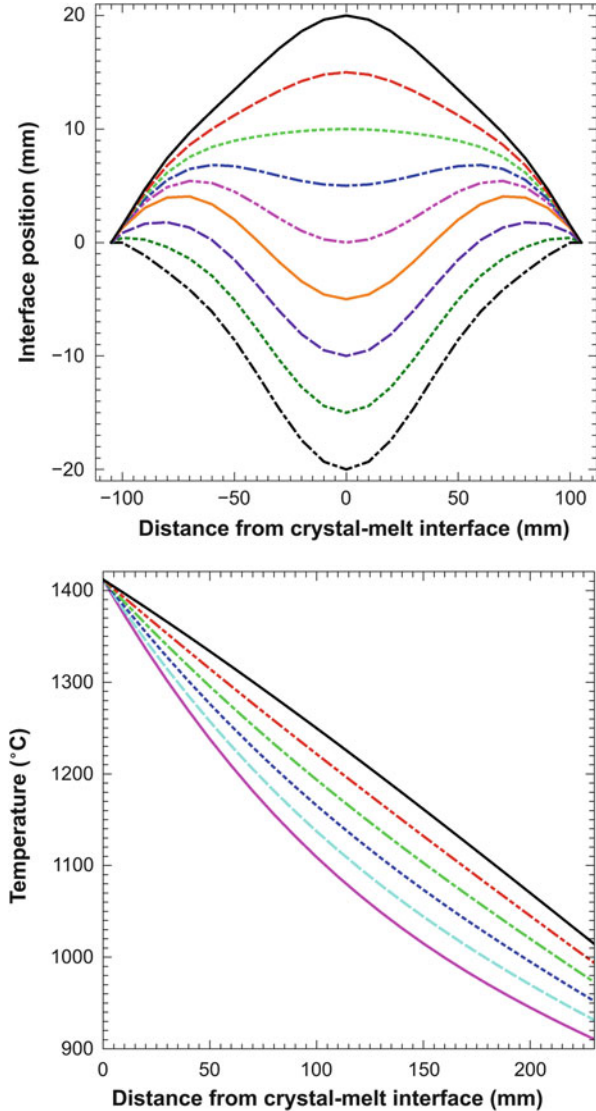 20
10
0
−10
−20
Interface position (mm)
−100 −50 0 50 100
Distance from crystal-melt interface (mm)
1400
1300
1200
1100
1000
900
Temperature (°C)
0 50 100 150 200
Distance from crystal-melt interface (mm)